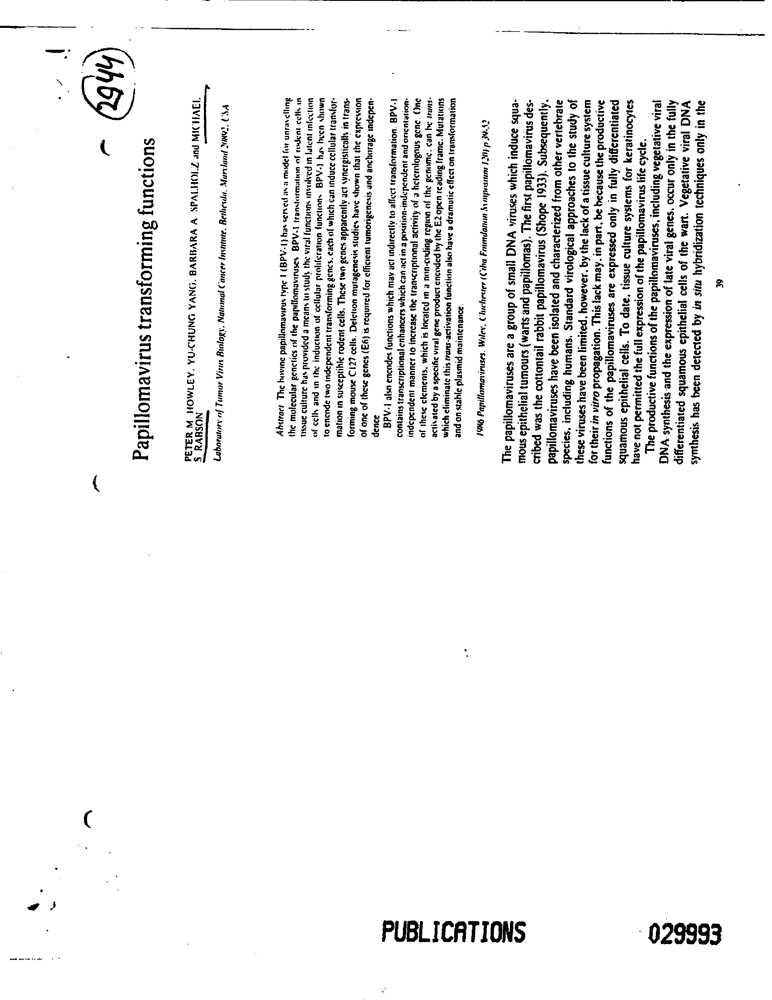 2944
Papillomavirus transforming functions
PETER M HOWLEY, YU-CHUNG YANG, BARBARA A SPALHOLZ and MICHAEL
S RABSON
Laboratory of Tumor Virus Biology, National Cancer Institute, Bethesda, Maryland 20892, USA
Abstract The bovine papillomavirus type 1 (BPV-1) has served as a model for unravelling
the molecular genetics of the papillomaviruses BPV-1 transformation of rodent cells in
tissue culture has provided a means to study the viral functions involved in latent infection
of cells and in the induction of cellular proliferation functions BPV-1 has been shown
to encode two independent transforming genes, each of which can induce cellular transfor-
mation in susceptible rodent cells. These two genes apparently act synergistically in trans-
forming mouse C127 cells. Deletion mutagenesis studies have shown that the expression
of one of these genes (E6) is required for efficient tumorigenesis and anchorage indepen-
dence
BPV-1 also encodes functions which may act indirectly to affect transformation BPV-1
contains transcriptional enhancers which can act in a position-independent and orientation-
independent manner to increase the transcriptional activity of a heterologous gene. One
of these elements, which is located in a non-coding region of the genome, can be trans-
activated by a specific viral gene product encoded by the E2 open reading frame. Mutations
which eliminate this trans-activation function also have a dramatic effect on transformation
and on stable plasmid maintenance.
1986 Papillomaviruses. Wiley, Chichester (Ciba Foundation Symposium 120) p 39-52
The papillomaviruses are a group of small DNA viruses which induce squa-
mous epithelial tumours (warts and papillomas). The first papillomavirus des-
cribed was the cottontail rabbit papillomavirus (Shope 1933). Subsequently,
papillomaviruses have been isolated and characterized from other vertebrate
species, including humans. Standard virological approaches to the study of
these viruses have been limited, however, by the lack of a tissue culture system
for their in vitro propagation. This lack may, in part, be because the productive
functions of the papillomaviruses are expressed only in fully differentiated
squamous epithelial cells. To date, tissue culture systems for keratinocytes
have not permitted the full expression of the papillomavirus life cycle.
The productive functions of the papillomaviruses, including vegetative viral
DNA synthesis and the expression of late viral genes, occur only in the fully
differentiated squamous epithelial cells of the wart. Vegetative viral DNA
synthesis has been detected by in situ hybridization techniques only in the
39
PUBLICATIONS
029993